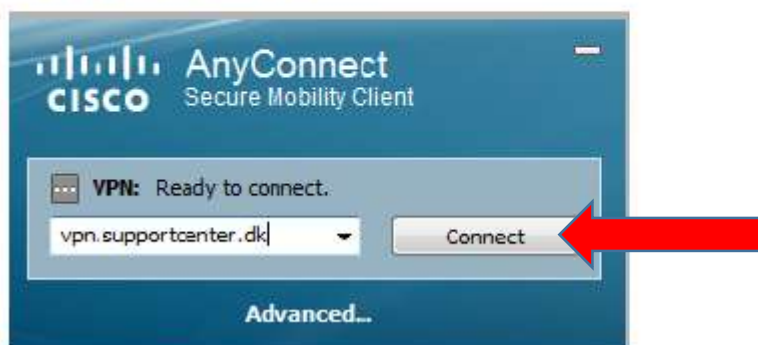 AnyConnect
CISCO Secure Mobility Client
VPN: Ready to connect.
vpn.supportcenter.dk Connect
Advanced...